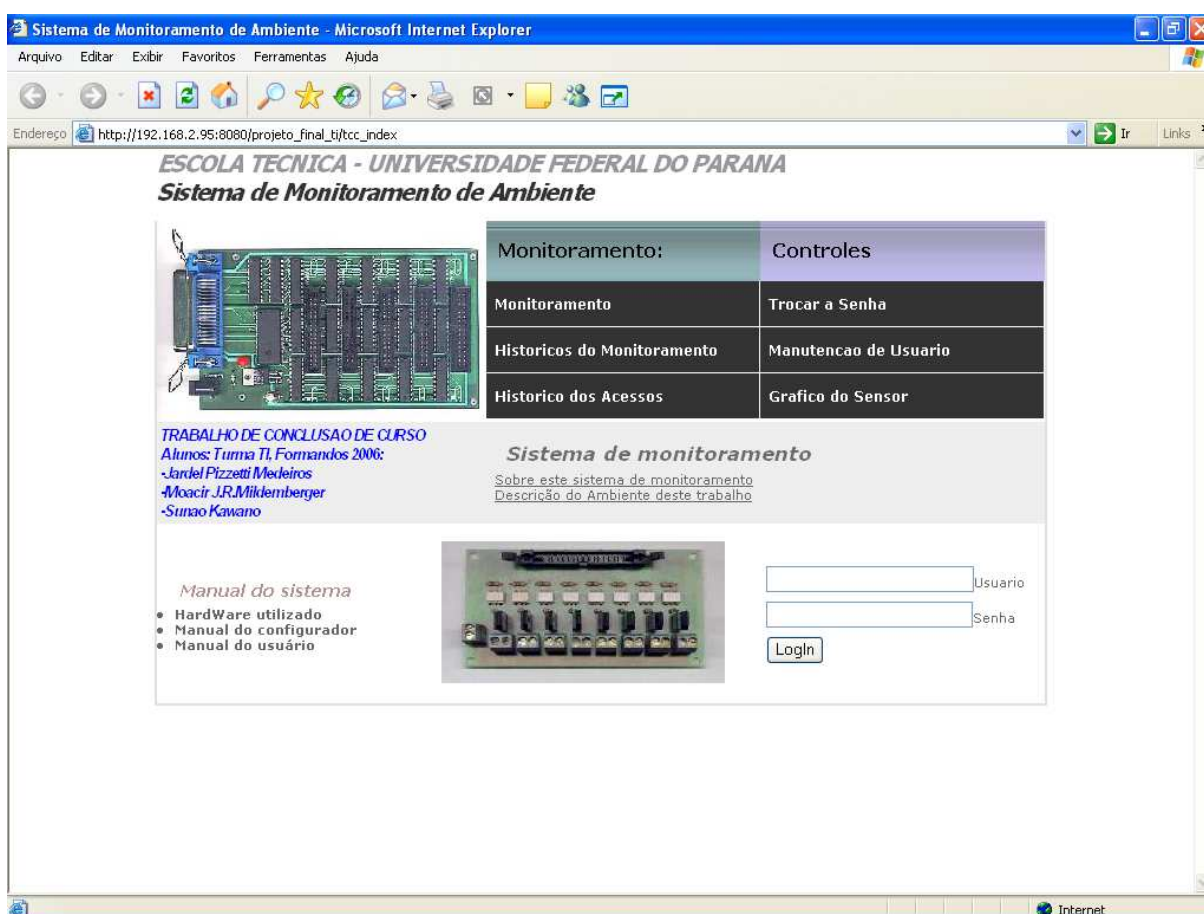 Sistema de Monitoramento de Ambiente - Microsoft Internet Explorer
Arquivo Editar Exibir Favoritos Ferramentas Ajuda
Endereço http://192.168.2.95:8080/projeto_final_ti/tcc_index Ir Links
ESCOLA TECNICA - UNIVERSIDADE FEDERAL DO PARANA
Sistema de Monitoramento de Ambiente
Monitoramento: Controles
Monitoramento Trocar a Senha
Historicos do Monitoramento Manutencao de Usuario
Historico dos Acessos Grafico do Sensor
TRABALHO DE CONCLUSAO DE CURSO
Alunos: Turma TI, Formandos 2006:
-Jardel Pizzetti Medeiros
-Moacir J.R.Mildemberger
-Sunao Kawano
Sistema de monitoramento
Sobre este sistema de monitoramento
Descrição do Ambiente deste trabalho
Manual do sistema
• HardWare utilizado
• Manual do configurador
• Manual do usuário
Usuario
Senha
LogIn
Internet